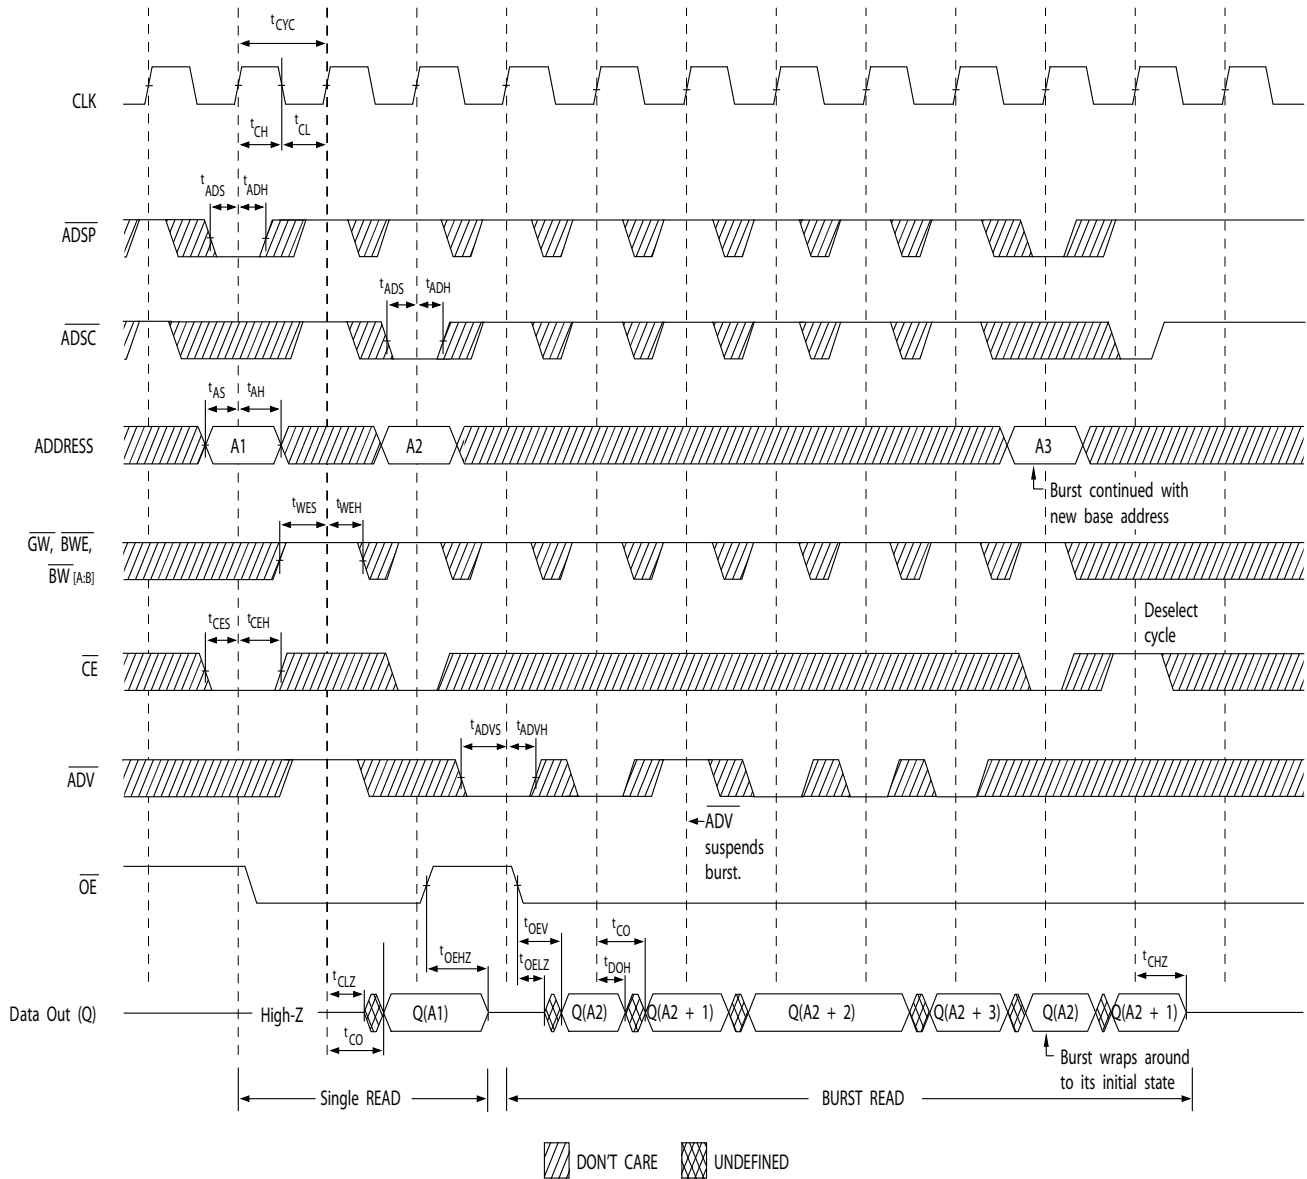 tCYC
CLK
tCH
tCL
tADS
tADH
ADSP
tADS
tADH
ADSC
tAS
tAH
ADDRESS
A1
A2
A3
Burst continued with
new base address
tWES
tWEH
GW, BWE,
BW [A:B]
Deselect
cycle
tCES
tCEH
CE
tADVS
tADVH
ADV
ADV
suspends
burst.
OE
tOEV
tCO
tOEHZ
tOELZ
tDOH
tCHZ
tCLZ
Data Out (Q)
High-Z
Q(A1)
Q(A2)
Q(A2 + 1)
Q(A2 + 2)
Q(A2 + 3)
Q(A2)
Q(A2 + 1)
tCO
Burst wraps around
to its initial state
Single READ
BURST READ
DON'T CARE
UNDEFINED